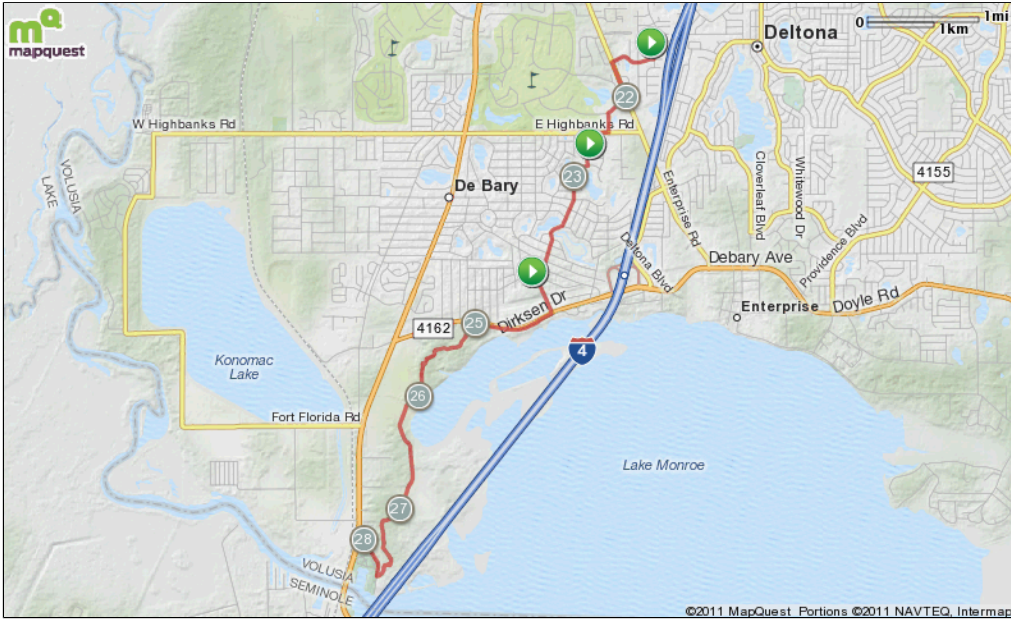 mq
mapquest
0
1mi
1km
Deltona
22
W Highbanks Rd
E Highbanks Rd
VOLUSIA
LAKE
23
De Bary
Cloverleaf Blvd
Whitewood Dr
4155
Enterprise Rd
Providence Blvd
Deltona Blvd
Debary Ave
Enterprise
Doyle Rd
Dirksen Dr
4162
25
4
Konomac
Lake
26
Fort Florida Rd
Lake Monroe
27
28
VOLUSIA
SEMINOLE
©2011 MapQuest Portions ©2011 NAVTEQ, Intermap